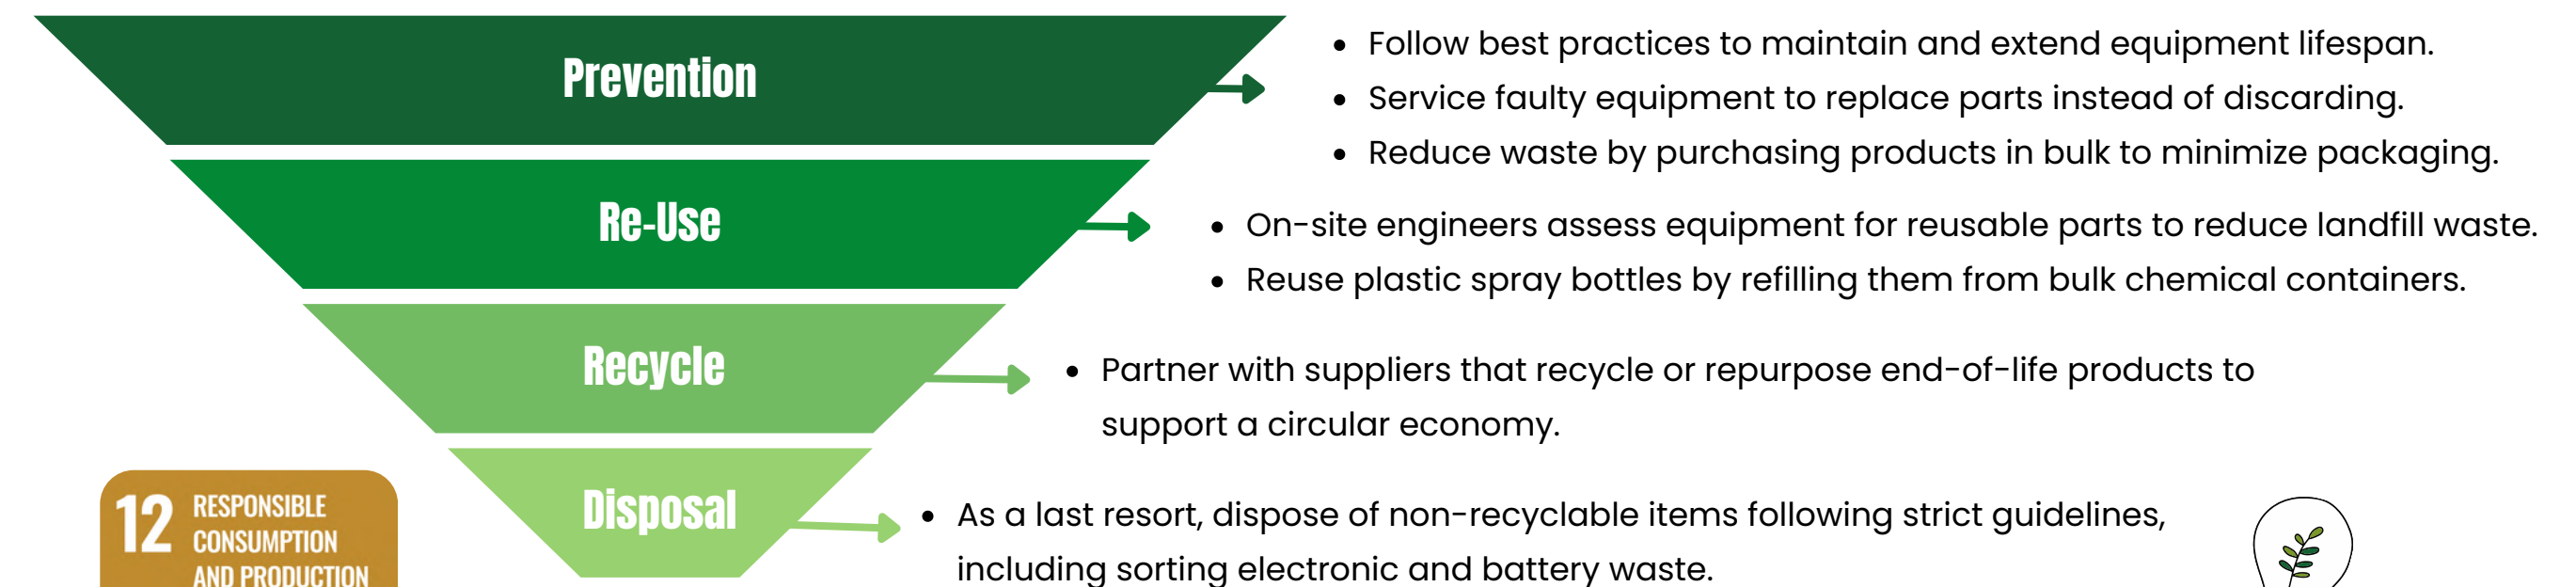 Prevention
• Follow best practices to maintain and extend equipment lifespan.
• Service faulty equipment to replace parts instead of discarding.
• Reduce waste by purchasing products in bulk to minimize packaging.
Re-Use
• On-site engineers assess equipment for reusable parts to reduce landfill waste.
• Reuse plastic spray bottles by refilling them from bulk chemical containers.
Recycle
• Partner with suppliers that recycle or repurpose end-of-life products to
support a circular economy.
Disposal
• As a last resort, dispose of non-recyclable items following strict guidelines,
including sorting electronic and battery waste.
12 RESPONSIBLE
CONSUMPTION
AND PRODUCTION